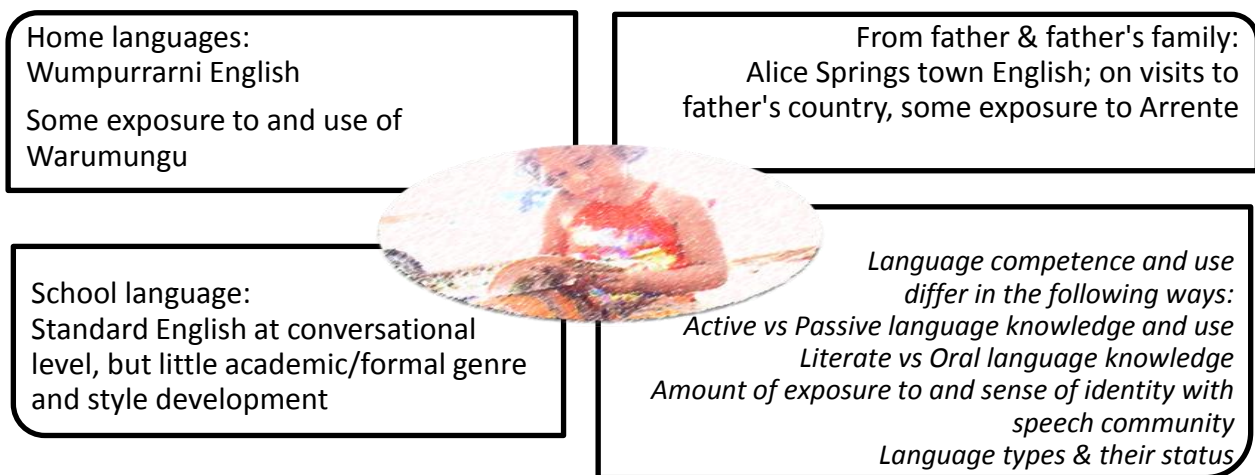 Home languages:
Wumpurrarni English
Some exposure to and use of
Warumungu
From father & father's family:
Alice Springs town English; on visits to
father's country, some exposure to Arrente
School language:
Standard English at conversational
level, but little academic/formal genre
and style development
Language competence and use
differ in the following ways:
Active vs Passive language knowledge and use
Literate vs Oral language knowledge
Amount of exposure to and sense of identity with
speech community
Language types & their status